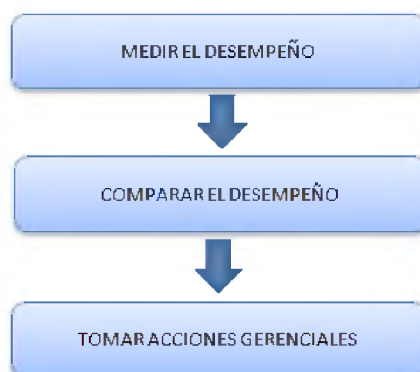 MEDIR EL DESEMPEÑO
COMPARAR EL DESEMPEÑO
TOMAR ACCIONES GERENCIALES